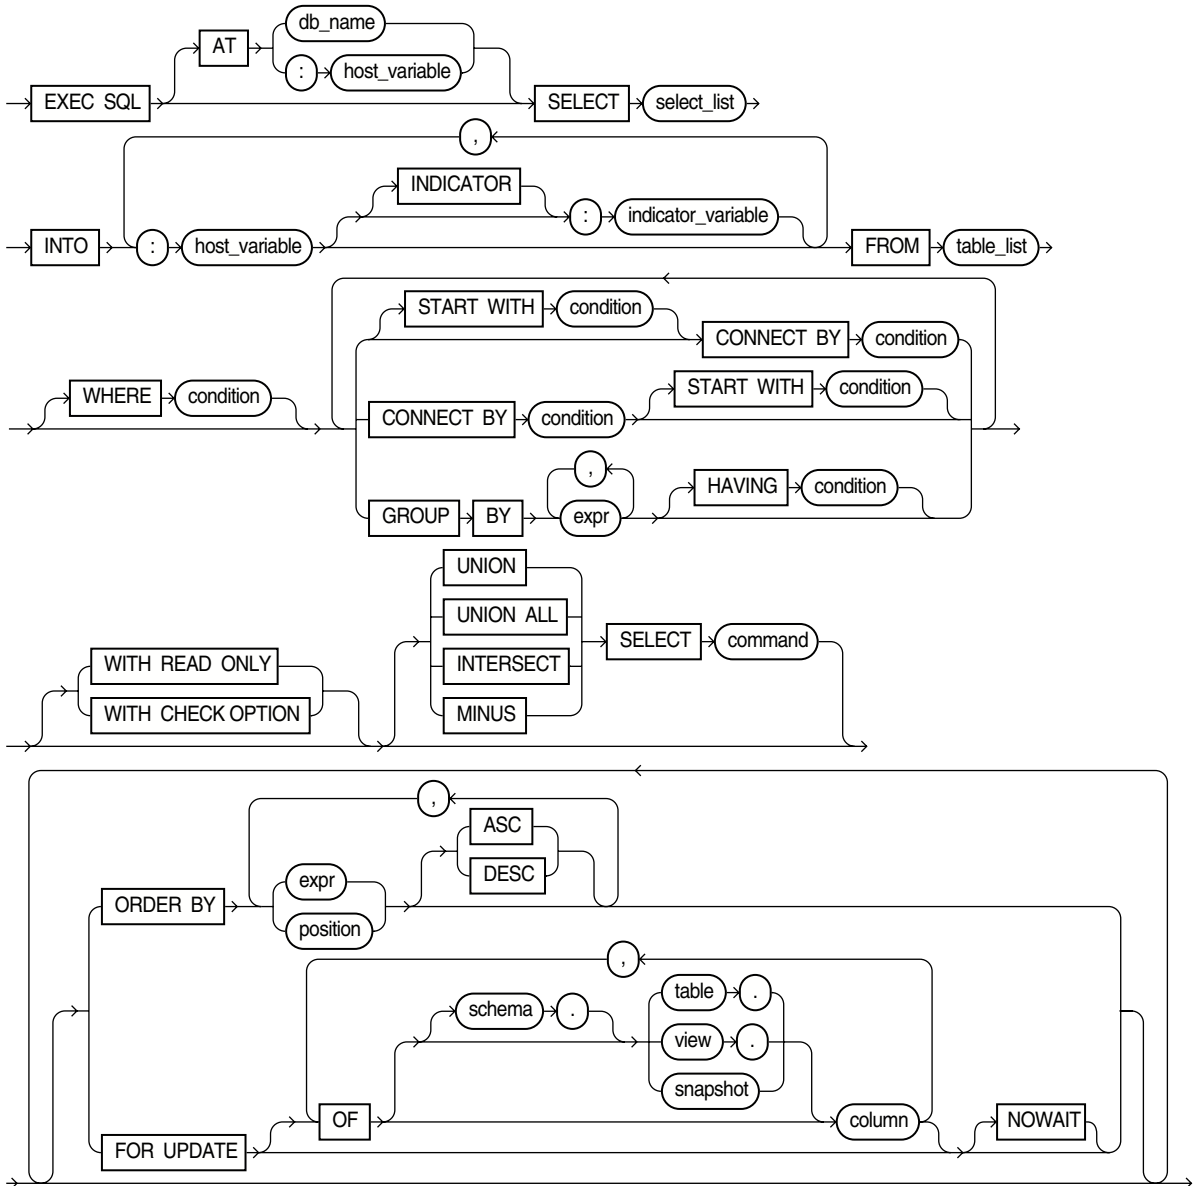 db_name
AT
: host_variable
EXEC SQL SELECT select_list
,
INDICATOR
: indicator_variable
INTO : host_variable FROM table_list
START WITH condition
CONNECT BY condition
WHERE condition START WITH condition
CONNECT BY condition
,
HAVING condition
GROUP BY expr
UNION
UNION ALL
SELECT command
WITH READ ONLY INTERSECT
WITH CHECK OPTION MINUS
,
ASC
DESC
expr
ORDER BY
position
,
table .
schema .
view .
snapshot
OF column NOWAIT
FOR UPDATE